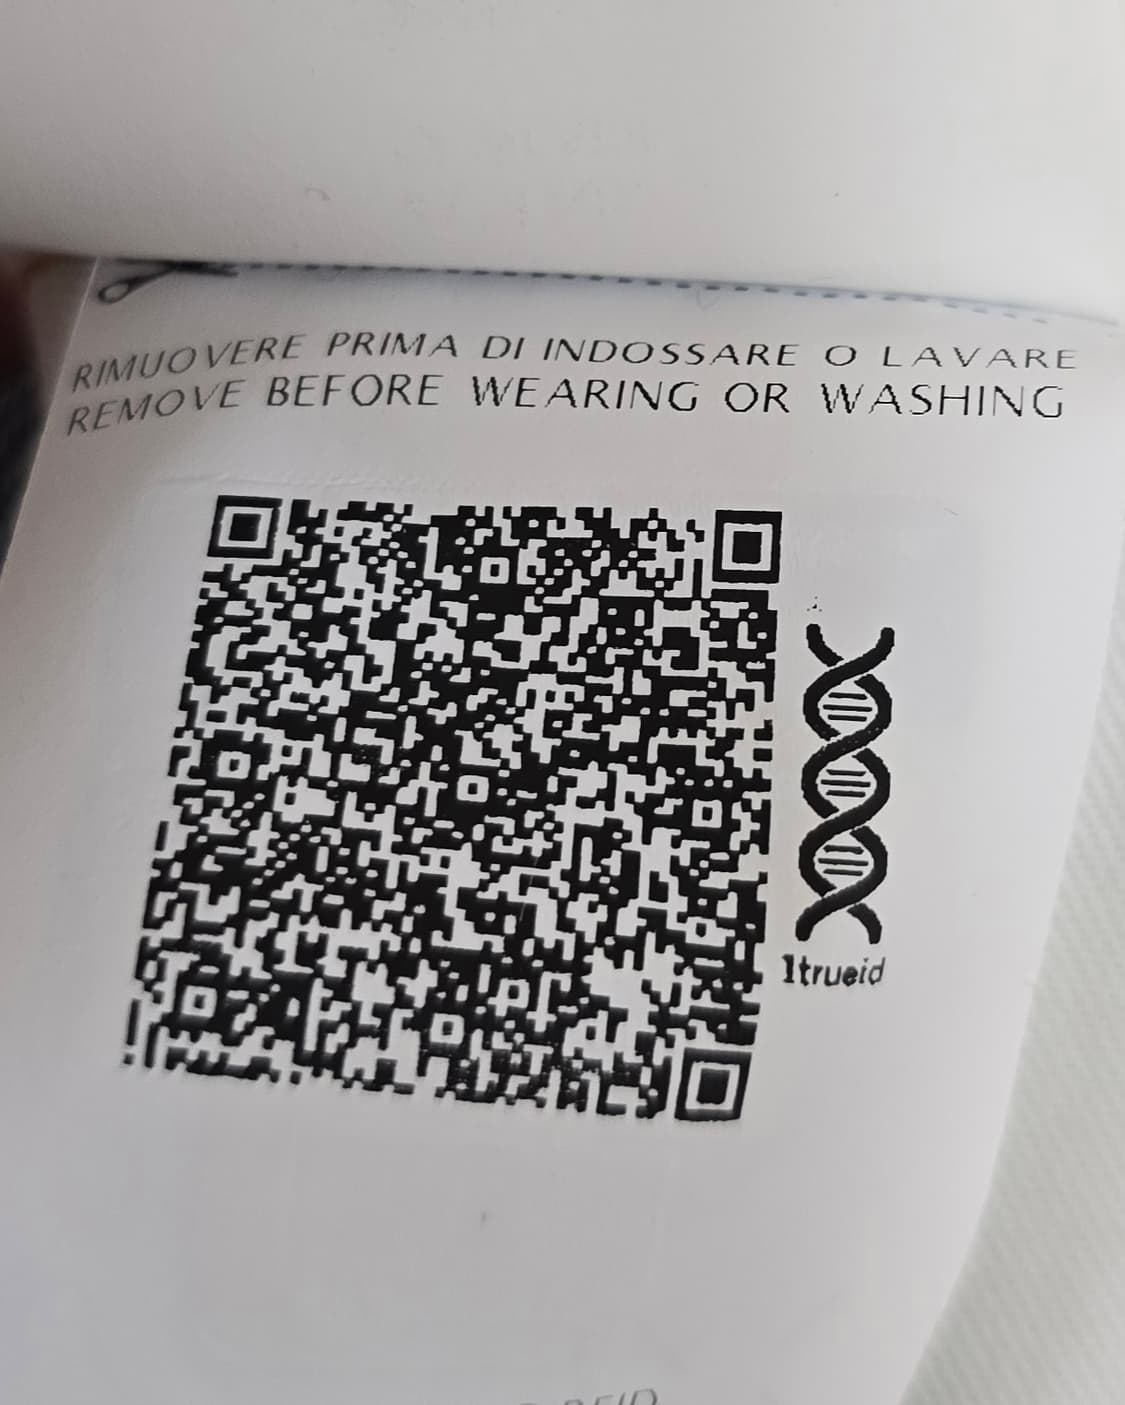 RIMUOVERE PRIMA DI INDOSSARE O LAVARE
REMOVE BEFORE WEARING OR WASHING
1trueid